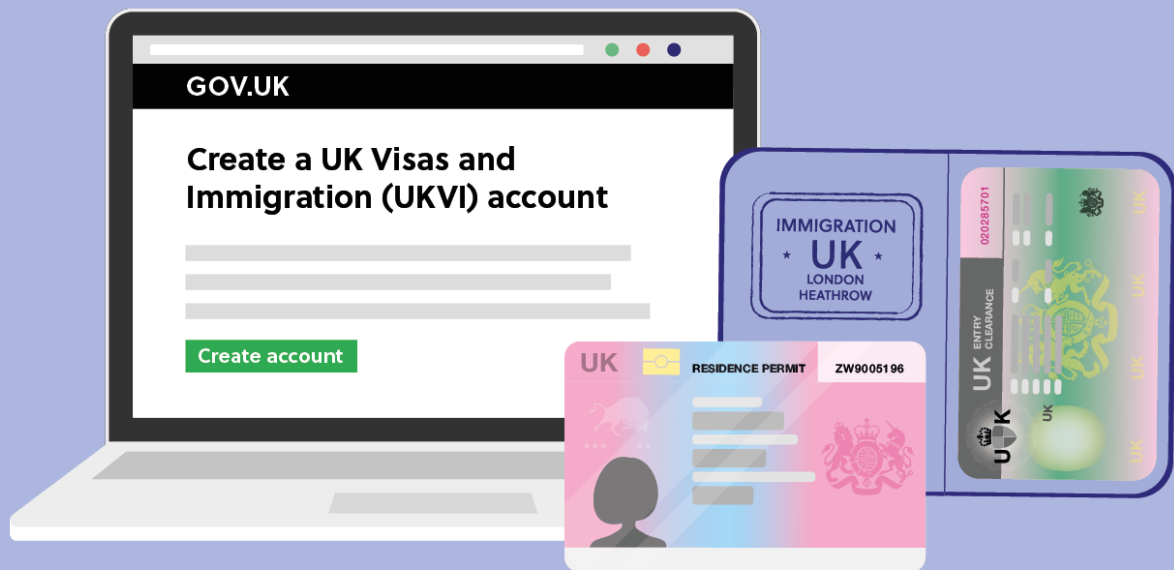 GOV.UK
Create a UK Visas and
Immigration (UKVI) account
Create account
IMMIGRATION
UK
LONDON
HEATHROW
UK
RESIDENCE PERMIT
ZW9005196
020285701
UK ENTRY
CLEARANCE
UK
UK
UK
UK
UK
UK